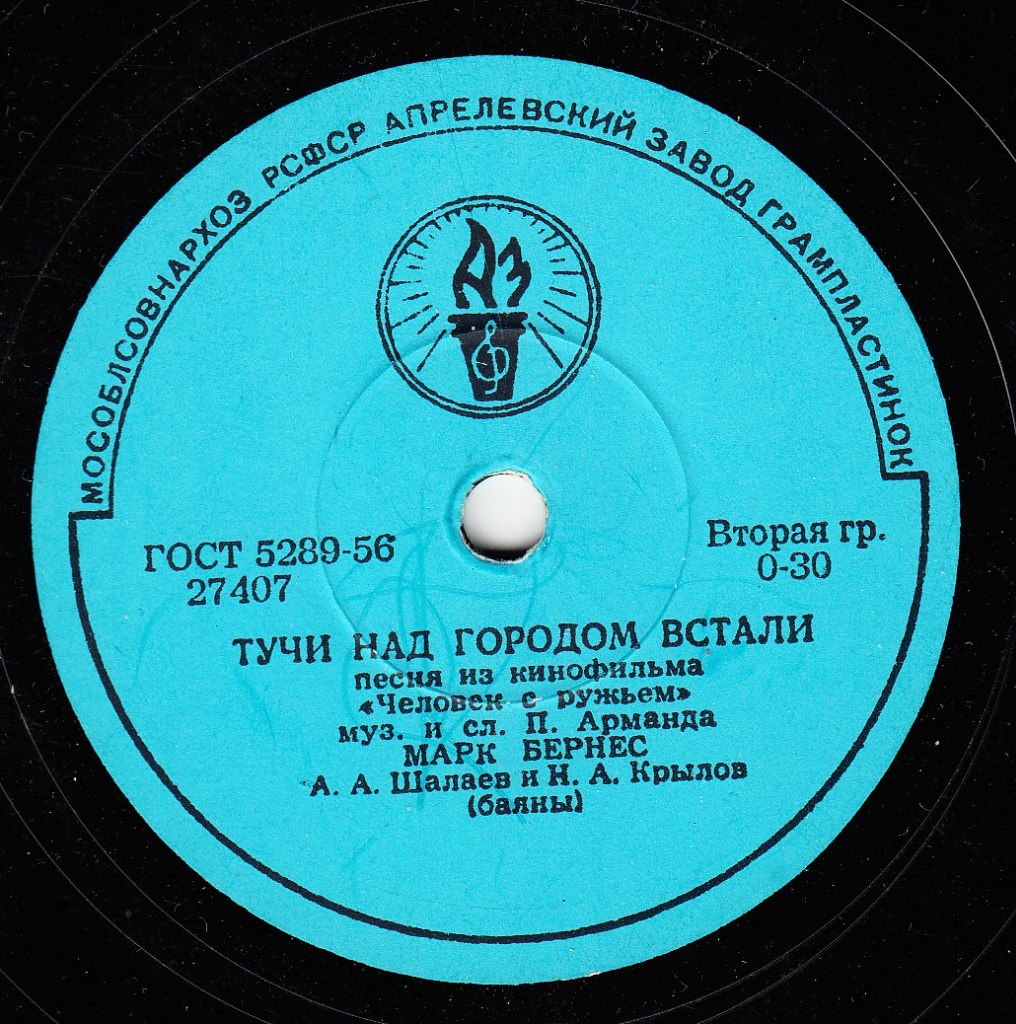 МОСОБЛСОВНАРХОЗ РСФСР АПРЕЛЕВСКИЙ ЗАВОД ГРАМПЛАСТИНОК
АЗ
ГОСТ 5289-56
27407
Вторая гр.
0-30
ТУЧИ НАД ГОРОДОМ ВСТАЛИ
песня из кинофильма
«Человек с ружьем»
муз. и сл. П. Арманда
МАРК БЕРНЕС
А. А. Шалаев и Н. А. Крылов
(баяны)